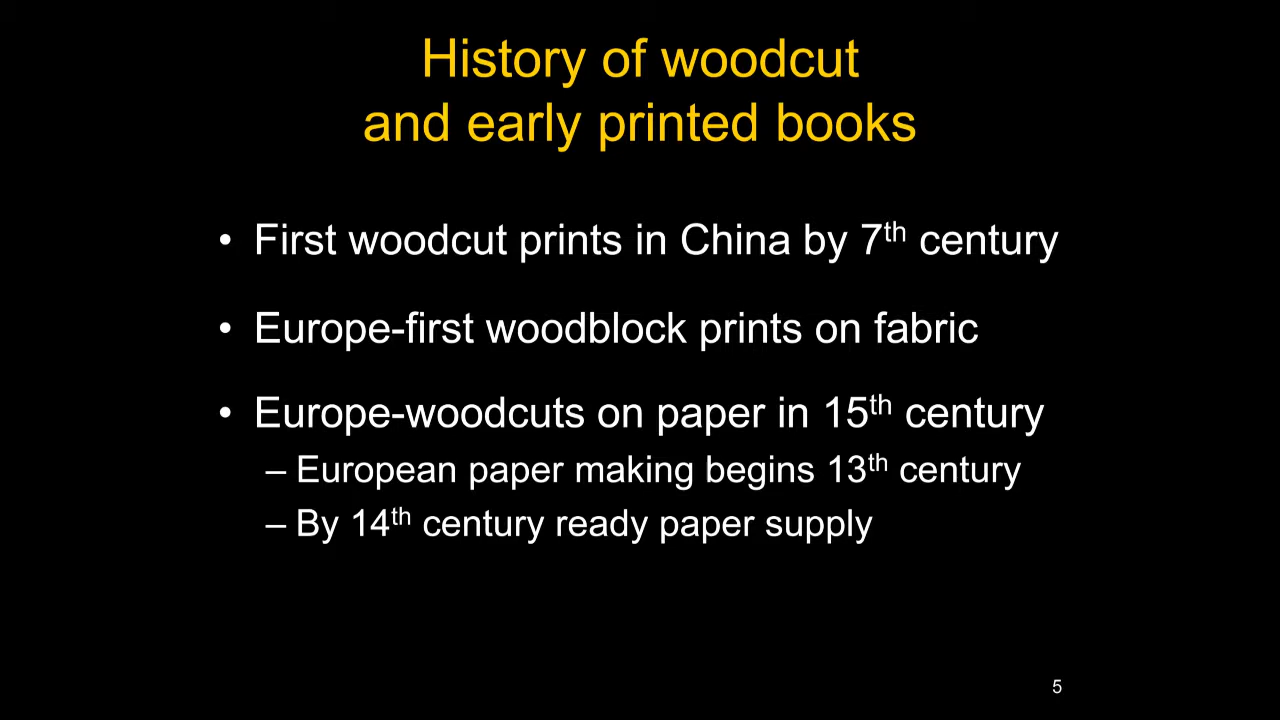 History of woodcut
and early printed books
• First woodcut prints in China by 7th century
• Europe-first woodblock prints on fabric
• Europe-woodcuts on paper in 15th century
– European paper making begins 13th century
– By 14th century ready paper supply
5